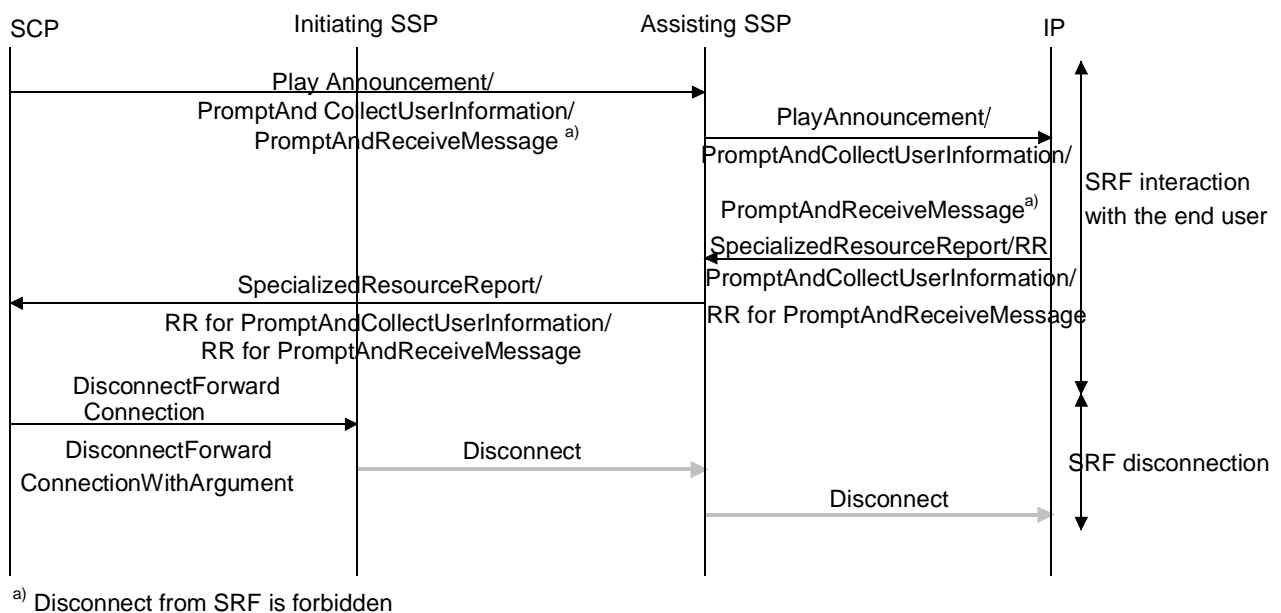 SCP Initiating SSP Assisting SSP IP
Play Announcement/
PromptAnd CollectUserInformation/
PromptAndReceiveMessage a)
PlayAnnouncement/
PromptAndCollectUserInformation/
PromptAndReceiveMessage a)
SRF interaction
with the end user
SpecializedResourceReport/RR
PromptAndCollectUserInformation/
RR for PromptAndReceiveMessage
SpecializedResourceReport/
RR for PromptAndCollectUserInformation/
RR for PromptAndReceiveMessage
DisconnectForward
Connection
DisconnectForward
ConnectionWithArgument
Disconnect
Disconnect
SRF disconnection
a) Disconnect from SRF is forbidden